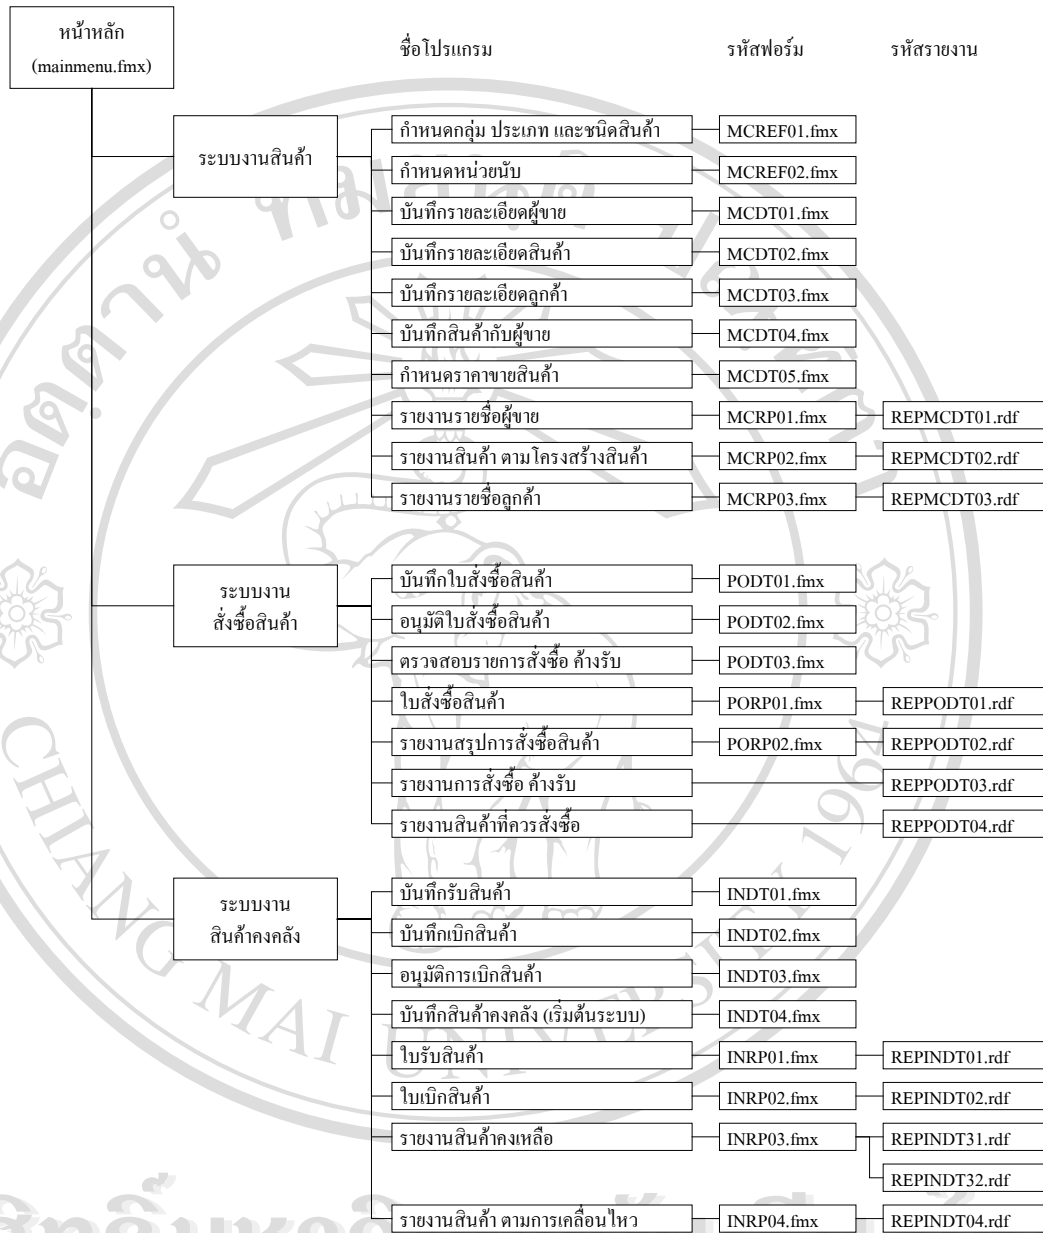 หน้าหลัก
(mainmenu.fmx)
ชื่อโปรแกรม รหัสฟอร์ม รหัสรายงาน
ระบบงานสินค้า
กำหนดกลุ่ม ประเภท และชนิดสินค้า MCREF01.fmx
กำหนดหน่วยนับ MCREF02.fmx
บันทึกรายละเอียดผู้ขาย MCDT01.fmx
บันทึกรายละเอียดสินค้า MCDT02.fmx
บันทึกรายละเอียดลูกค้า MCDT03.fmx
บันทึกสินค้ากับผู้ขาย MCDT04.fmx
กำหนดราคาขายสินค้า MCDT05.fmx
รายงานรายชื่อผู้ขาย MCRP01.fmx REPMCDT01.rdf
รายงานสินค้า ตามโครงสร้างสินค้า MCRP02.fmx REPMCDT02.rdf
รายงานรายชื่อลูกค้า MCRP03.fmx REPMCDT03.rdf
ระบบงาน
สั่งซื้อสินค้า
บันทึกใบสั่งซื้อสินค้า PODT01.fmx
อนุมัติใบสั่งซื้อสินค้า PODT02.fmx
ตรวจสอบรายการสั่งซื้อ ค้างรับ PODT03.fmx
ใบสั่งซื้อสินค้า PORP01.fmx REPPODT01.rdf
รายงานสรุปการสั่งซื้อสินค้า PORP02.fmx REPPODT02.rdf
รายงานการสั่งซื้อ ค้างรับ REPPODT03.rdf
รายงานสินค้าที่ควรสั่งซื้อ REPPODT04.rdf
ระบบงาน
สินค้าคงคลัง
บันทึกรับสินค้า INDT01.fmx
บันทึกเบิกสินค้า INDT02.fmx
อนุมัติการเบิกสินค้า INDT03.fmx
บันทึกสินค้าคงคลัง (เริ่มต้นระบบ) INDT04.fmx
ใบรับสินค้า INRP01.fmx REPINDT01.rdf
ใบเบิกสินค้า INRP02.fmx REPINDT02.rdf
รายงานสินค้าคงเหลือ INRP03.fmx REPINDT31.rdf
REPINDT32.rdf
รายงานสินค้า ตามการเคลื่อนไหว INRP04.fmx REPINDT04.rdf
CHIANG MAI UNIVERSITY 1964